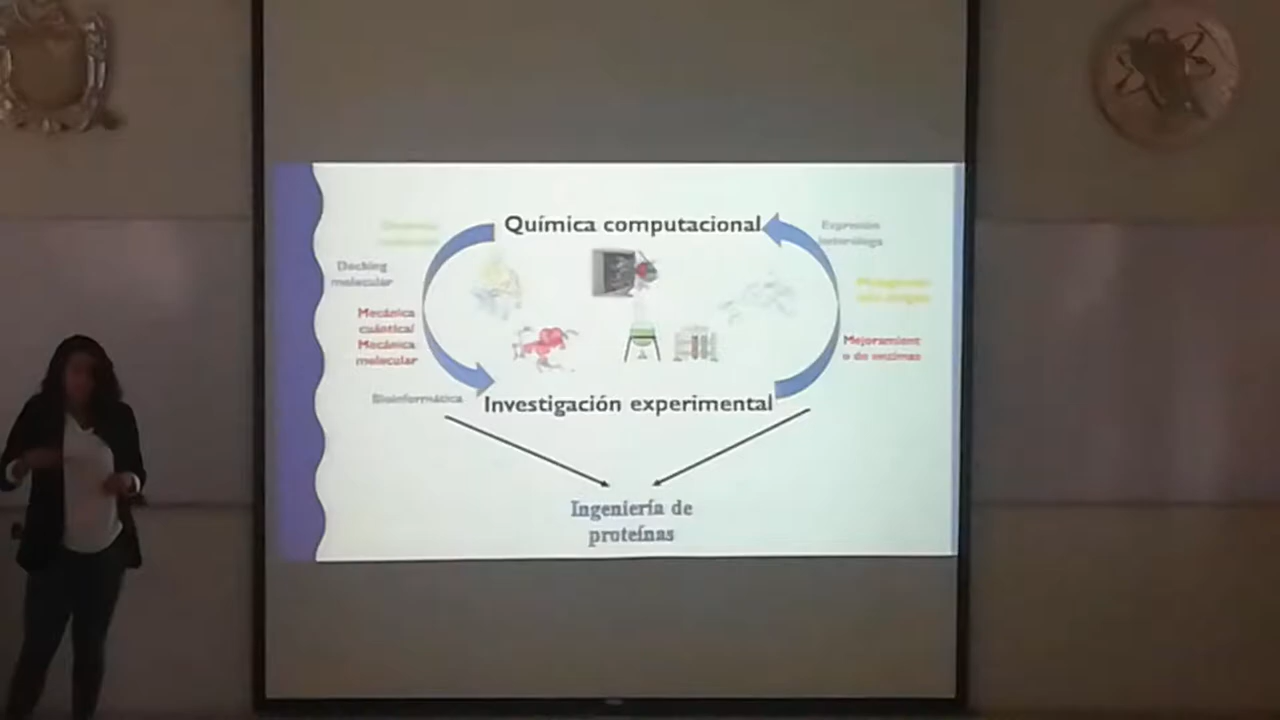 Química computacional
Expresión
heteróloga
Docking
molecular
Mecánica
cuántica/
Mecánica
molecular
Mejoramient
o de enzimas
Bioinformática
Investigación experimental
Ingeniería de
proteínas